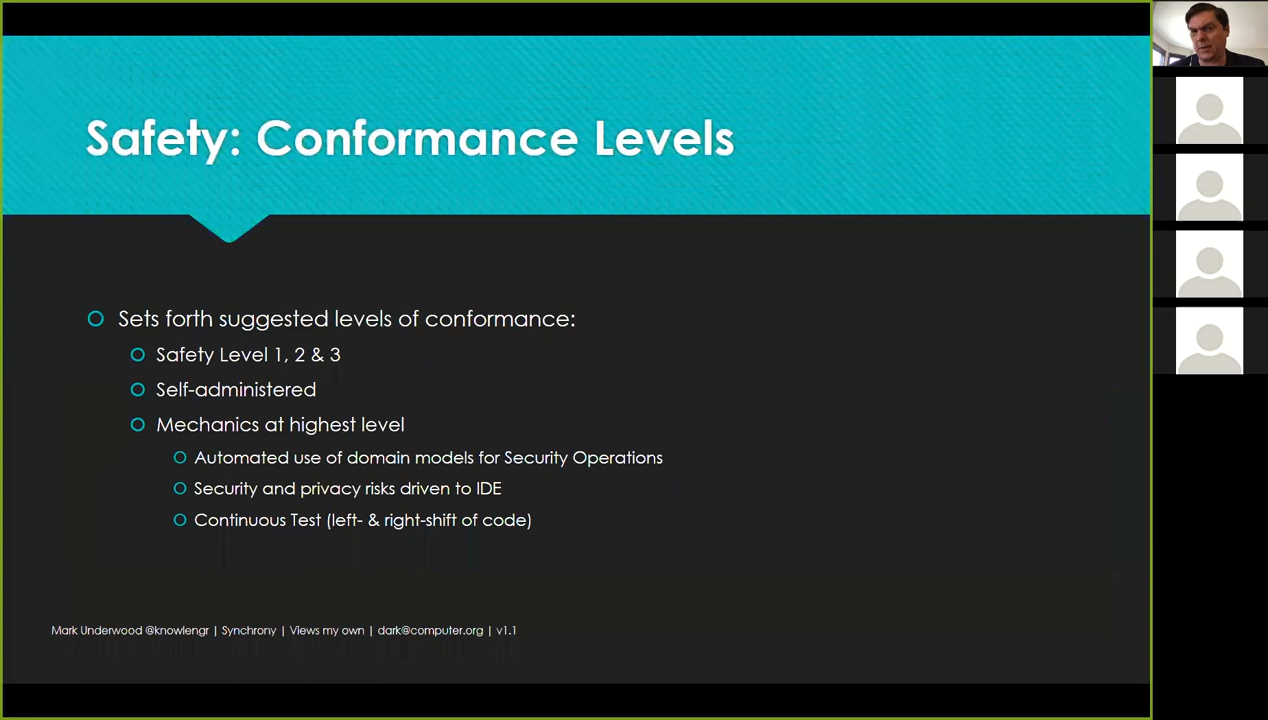 Safety: Conformance Levels
Sets forth suggested levels of conformance:
Safety Level 1, 2 & 3
Self-administered
Mechanics at highest level
Automated use of domain models for Security Operations
Security and privacy risks driven to IDE
Continuous Test (left- & right-shift of code)
Mark Underwood @knowlengr | Synchrony | Views my own | dark@computer.org | v1.1